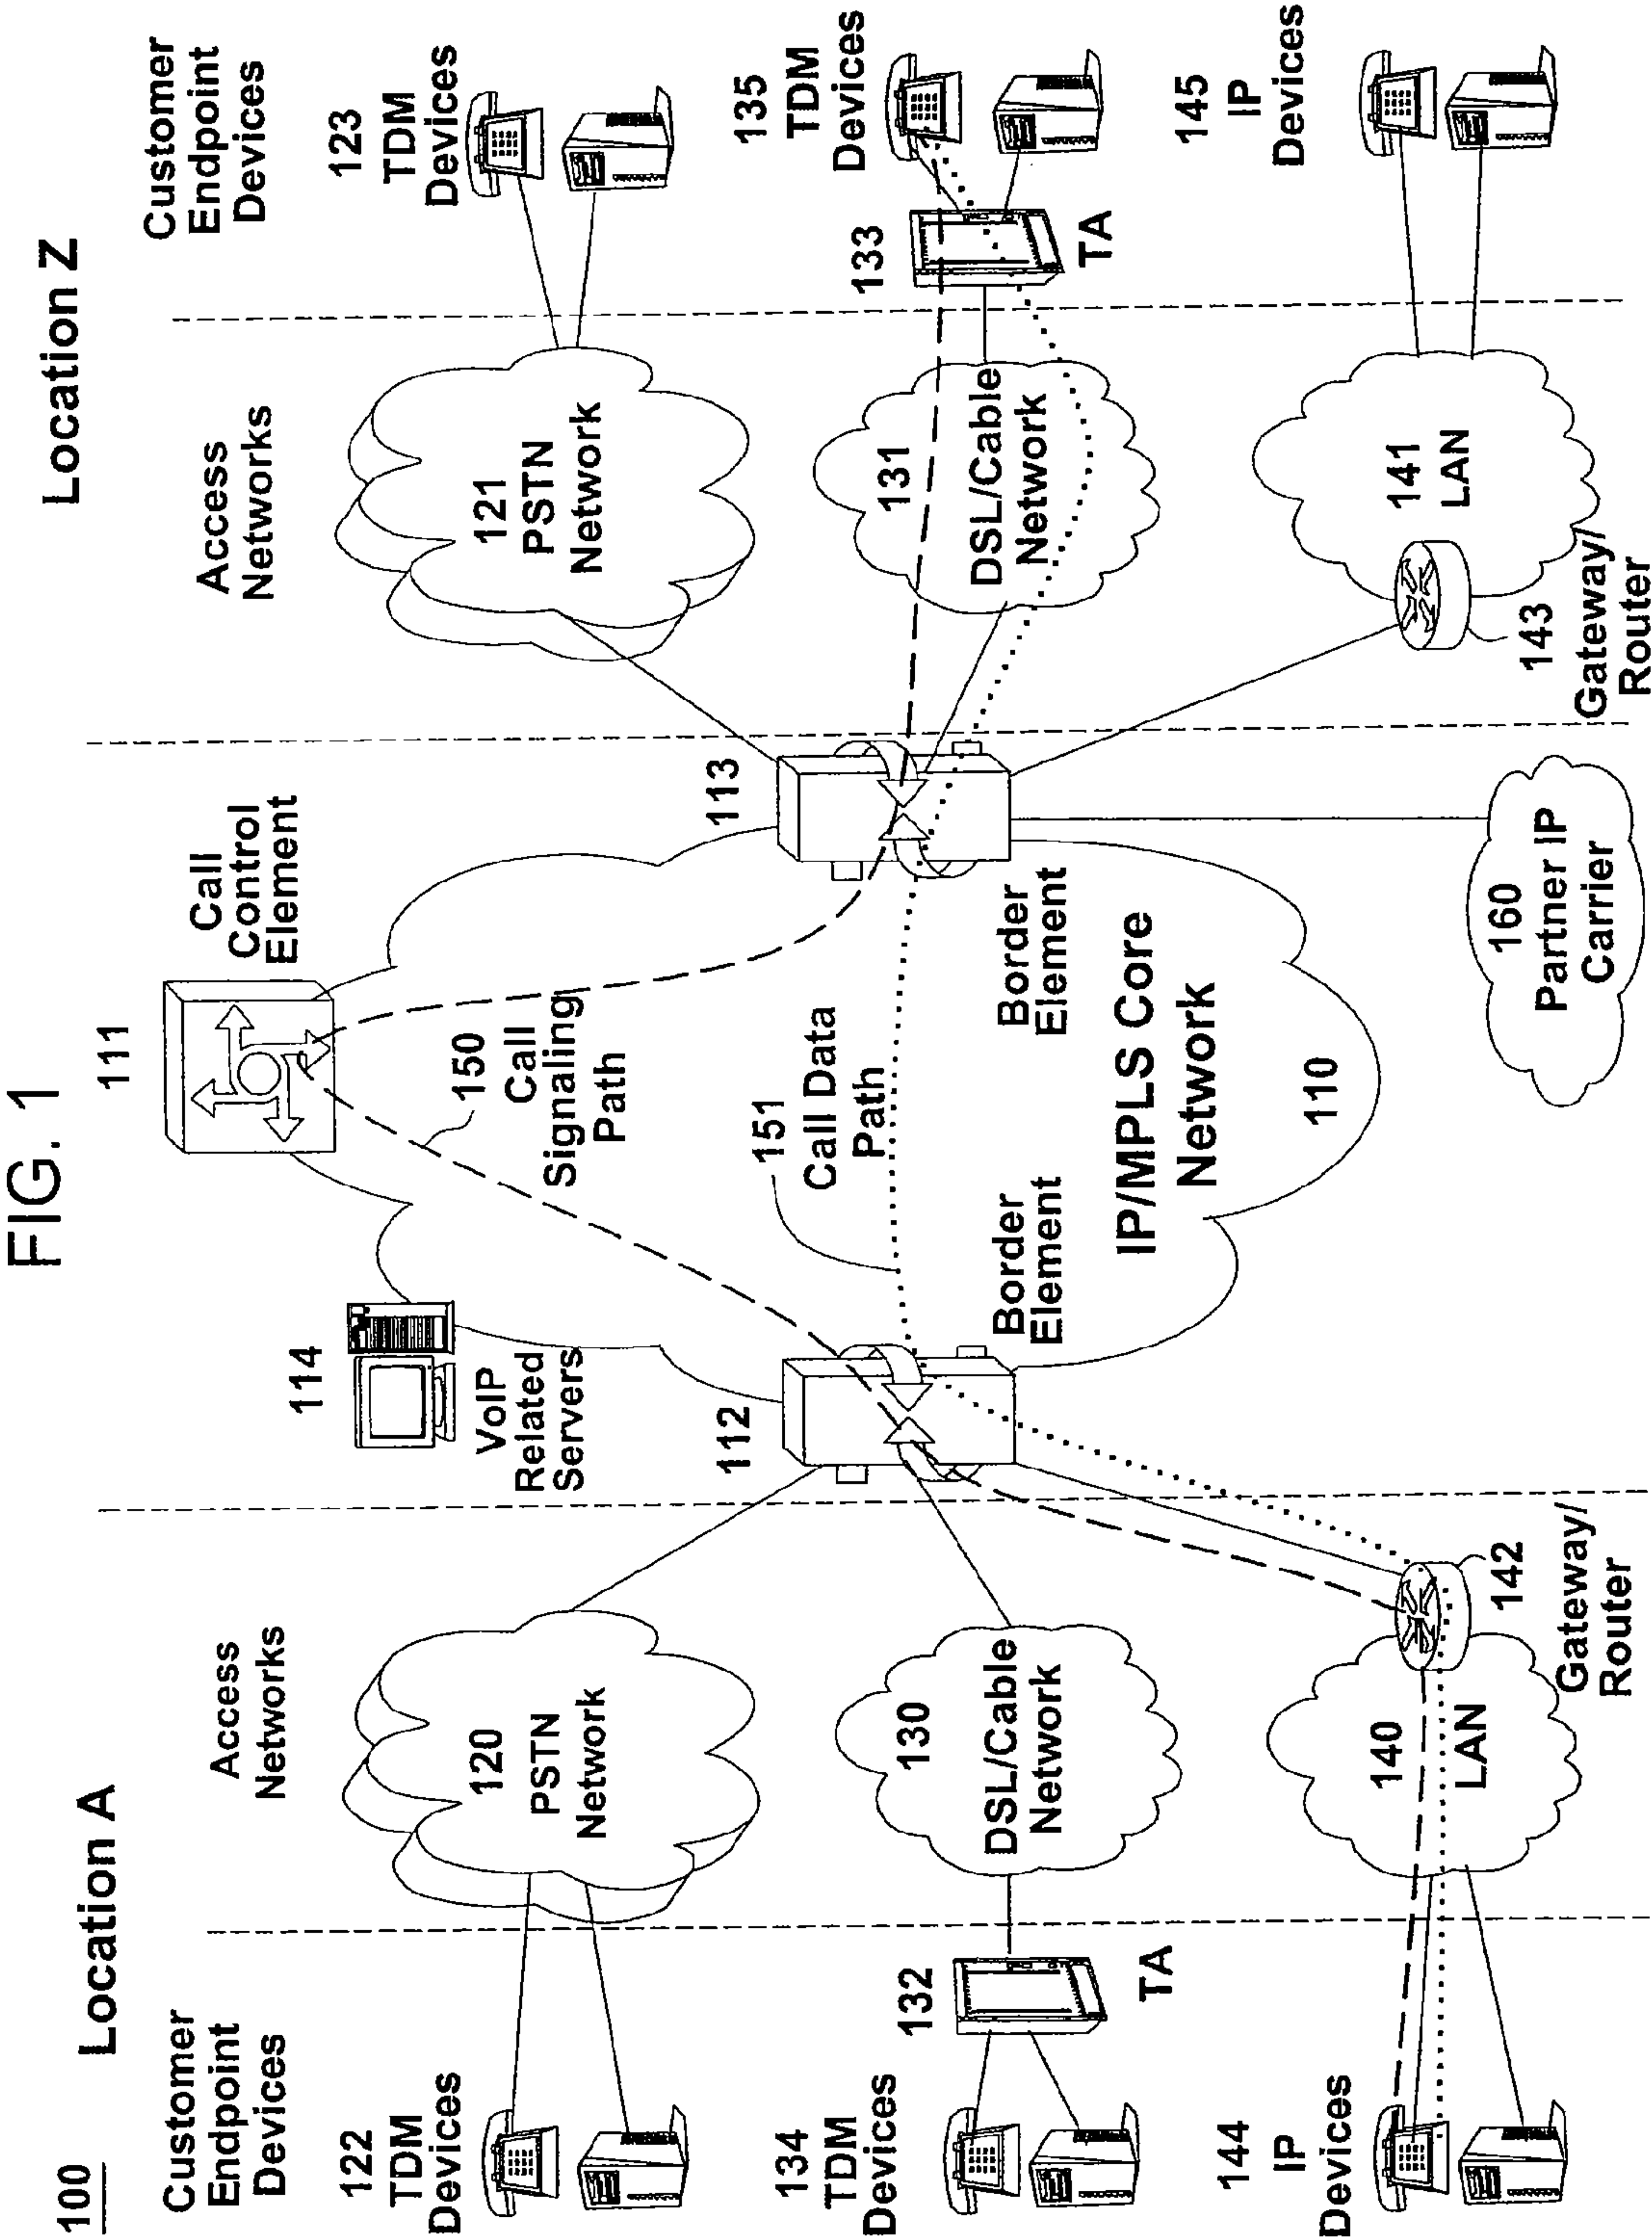 FIG. 1
100
Location A
Location Z
Customer
Endpoint
Devices
Access
Networks
114
VoIP
Related
Servers
111
Call
Control
Element
Access
Networks
Customer
Endpoint
Devices
122
TDM
Devices
120
PSTN
Network
150
Call
Signaling
Path
121
PSTN
Network
123
TDM
Devices
134
TDM
Devices
132
TA
130
DSL/Cable
Network
112
Border
Element
151
Call Data
Path
113
Border
Element
131
DSL/Cable
Network
133
TA
135
TDM
Devices
IP/MPLS Core
Network
110
144
IP
Devices
140
LAN
142
Gateway/
Router
160
Partner IP
Carrier
143
Gateway/
Router
141
LAN
145
IP
Devices